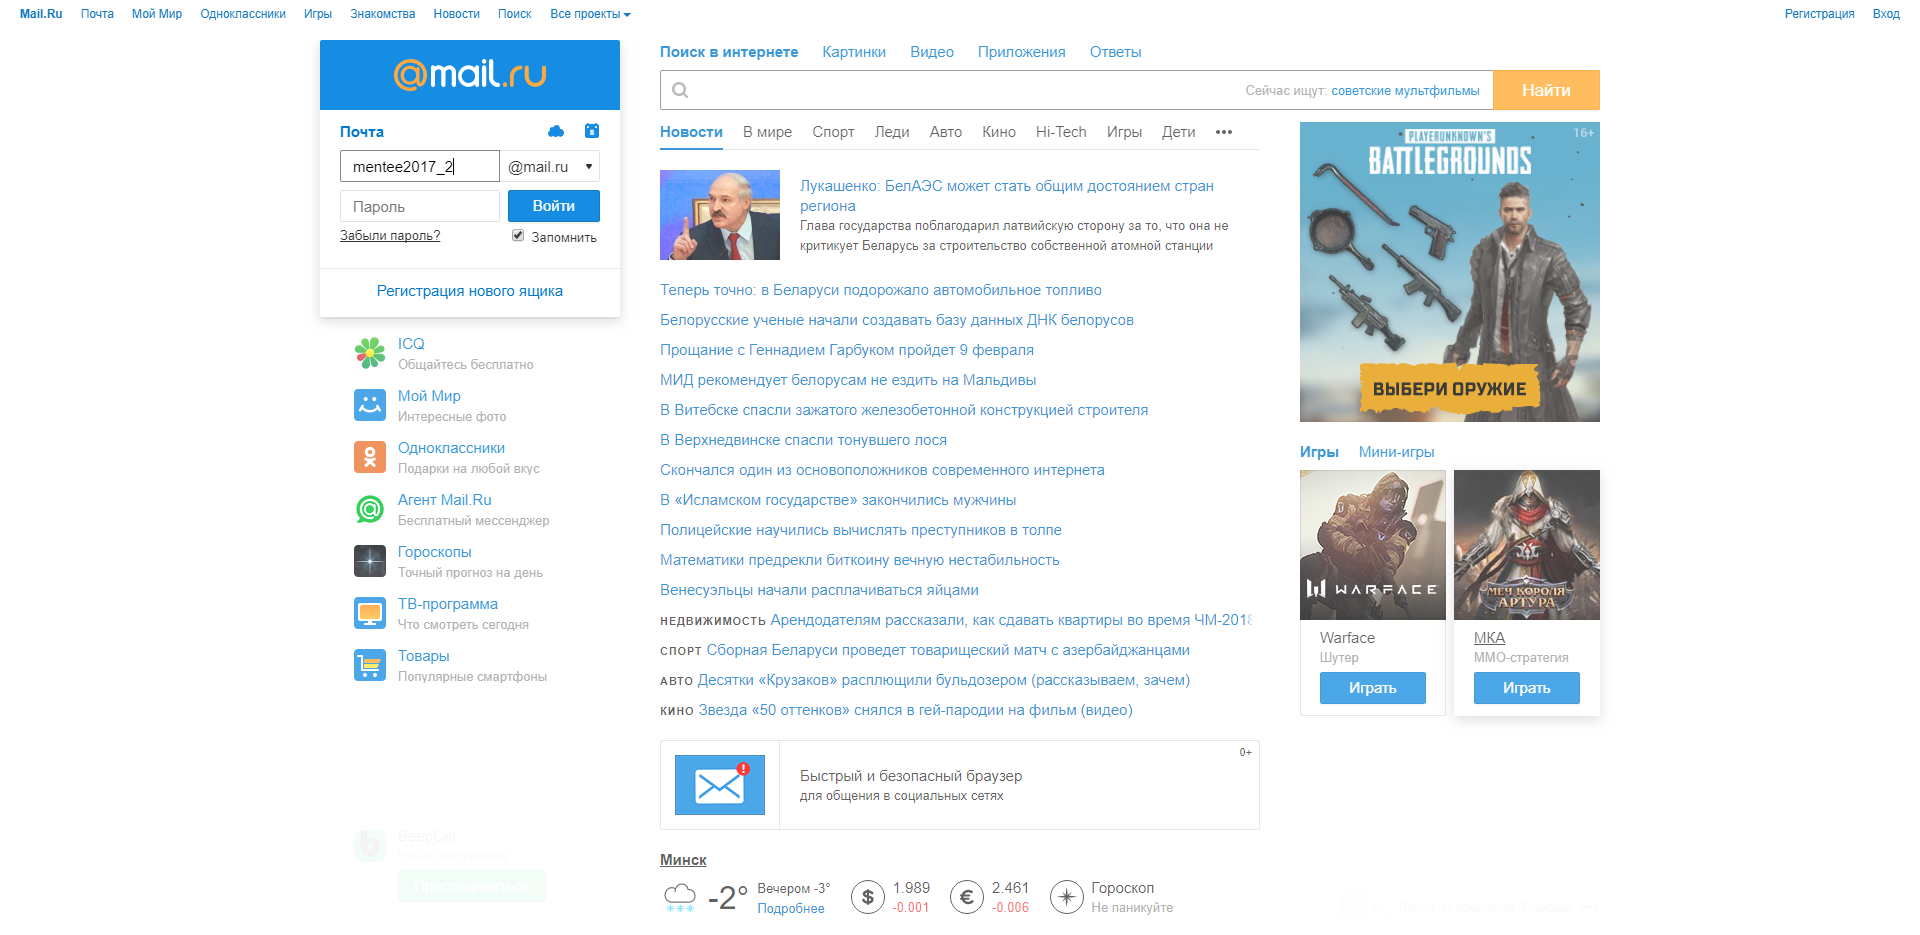 Mail.Ru Почта Мой Мир Одноклассники Игры Знакомства Новости Поиск Все проекты
Регистрация Вход
@mail.ru
Почта
8
mentee2017_2 @mail.ru
Пароль Войти
Забыли пароль? Запомнить
Регистрация нового ящика
ICQ
Общайтесь бесплатно
Мой Мир
Интересные фото
Одноклассники
Подарки на любой вкус
Агент Mail.Ru
Бесплатный мессенджер
Гороскопы
Точный прогноз на день
ТВ-программа
Что смотреть сегодня
Товары
Популярные смартфоны
BeepCar
Присоединиться
Поиск в интернете Картинки Видео Приложения Ответы
Сейчас ищут: советские мультфильмы Найти
Новости В мире Спорт Леди Авто Кино Hi-Tech Игры Дети •••
Лукашенко: БелАЭС может стать общим достоянием стран
региона
Глава государства поблагодарил латвийскую сторону за то, что она не
критикует Беларусь за строительство собственной атомной станции
Теперь точно: в Беларуси подорожало автомобильное топливо
Белорусские ученые начали создавать базу данных ДНК белорусов
Прощание с Геннадием Гарбуком пройдет 9 февраля
МИД рекомендует белорусам не ездить на Мальдивы
В Витебске спасли зажатого железобетонной конструкцией строителя
В Верхнедвинске спасли тонувшего лося
Скончался один из основоположников современного интернета
В «Исламском государстве» закончились мужчины
Полицейские научились вычислять преступников в толпе
Математики предрекли биткоину вечную нестабильность
Венесуэльцы начали расплачиваться яйцами
НЕДВИЖИМОСТЬ Арендодателям рассказали, как сдавать квартиры во время ЧМ-2018
СПОРТ Сборная Беларуси проведет товарищеский матч с азербайджанцами
АВТО Десятки «Крузаков» расплющили бульдозером (рассказываем, зачем)
КИНО Звезда «50 оттенков» снялся в гей-пародии на фильм (видео)
0+
!
Быстрый и безопасный браузер
для общения в социальных сетях
Минск
-2° Вечером -3° $ 1.989 € 2.461 Гороскоп
Подробнее -0.001 -0.006 Не паникуйте
16+
PLAYERUNKNOWN'S
BATTLEGROUNDS
ВЫБЕРИ ОРУЖИЕ
Игры Мини-игры
WARFACE
МЕЧ КОРОЛЯ
АРТУРА
Warface МКА
Шутер ММО-стратегия
Играть Играть
О компании Помощь •••